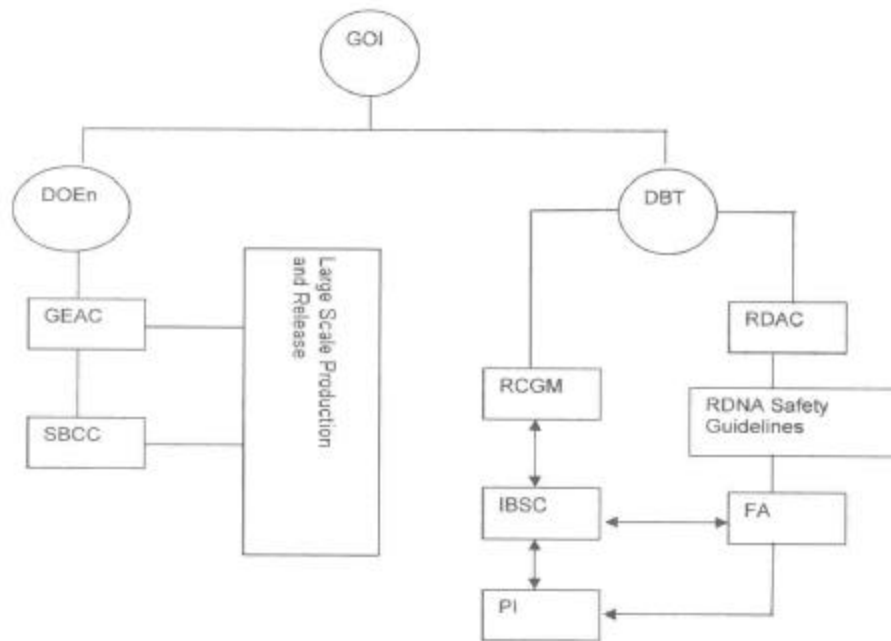 GOI
DOEn
DBT
Large Scale Production
and Release
GEAC
RDAC
RCGM
RDNA Safety
Guidelines
SBCC
IBSC
FA
PI